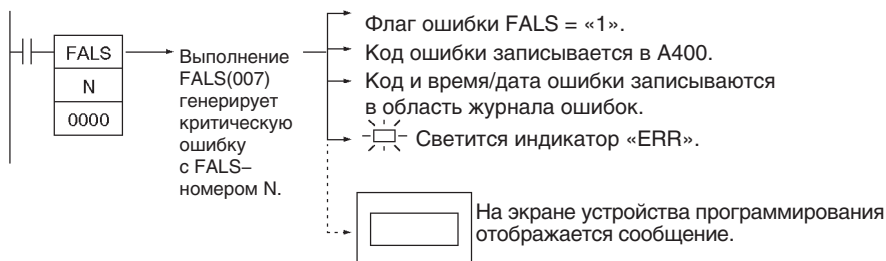 FALS
N
0000
Выполнение
FALS(007)
генерирует
критическую
ошибку
с FALS–
номером N.
Флаг ошибки FALS = «1».
Код ошибки записывается в A400.
Код и время/дата ошибки записываются
в область журнала ошибок.
Светится индикатор «ERR».
На экране устройства программирования
отображается сообщение.